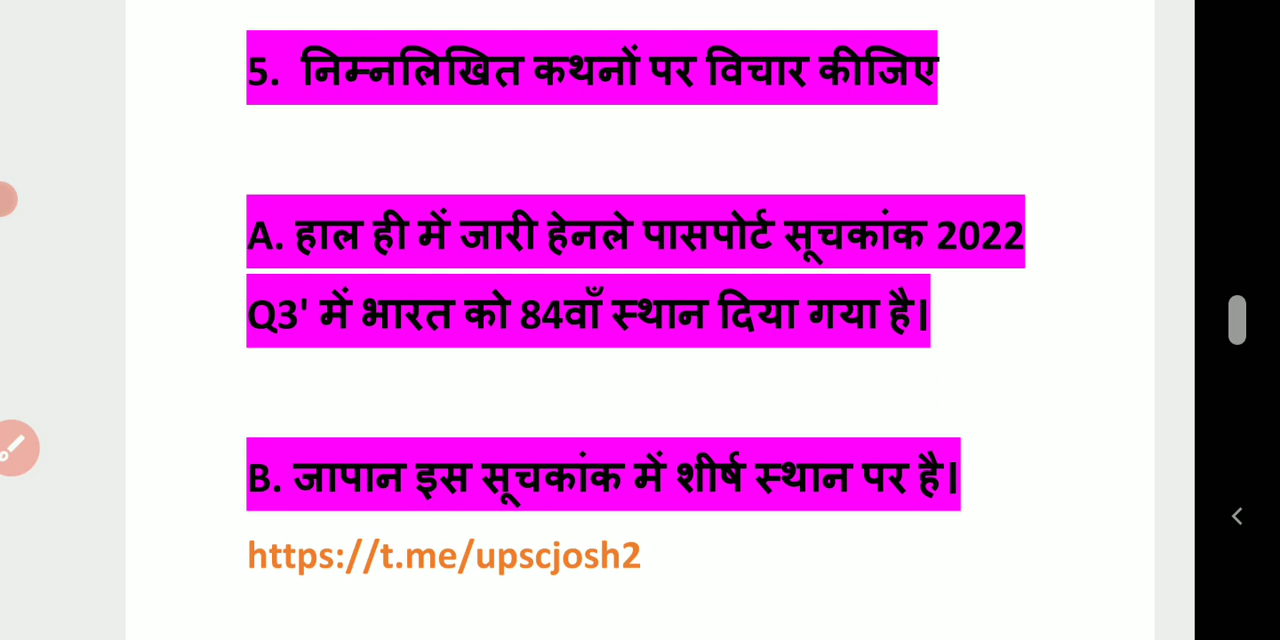 5. निम्नलिखित कथनों पर विचार कीजिए
A. हाल ही में जारी हेनले पासपोर्ट सूचकांक 2022
Q3' में भारत को 84वाँ स्थान दिया गया है।
B. जापान इस सूचकांक में शीर्ष स्थान पर है।
https://t.me/upscjosh2